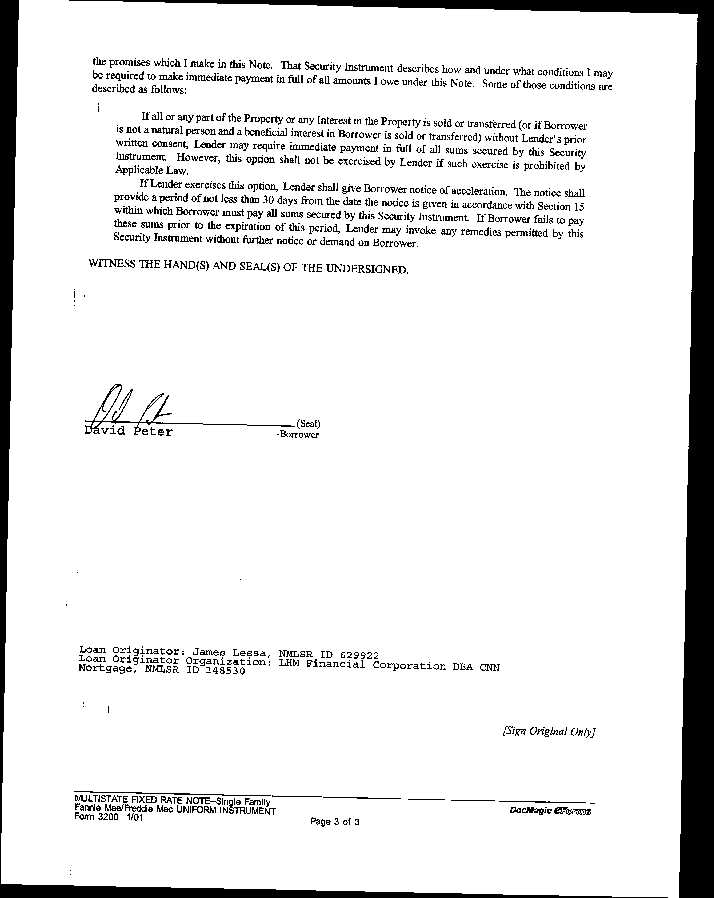 the promises which I make in this Note. That Security Instrument describes how and under what conditions I may
be required to make immediate payment in full of all amounts I owe under this Note. Some of those conditions are
described as follows:
If all or any part of the Property or any Interest in the Property is sold or transferred (or if Borrower
is not a natural person and a beneficial interest in Borrower is sold or transferred) without Lender's prior
written consent, Lender may require immediate payment in full of all sums secured by this Security
Instrument. However, this option shall not be exercised by Lender if such exercise is prohibited by
Applicable Law.
If Lender exercises this option, Lender shall give Borrower notice of acceleration. The notice shall
provide a period of not less than 30 days from the date the notice is given in accordance with Section 15
within which Borrower must pay all sums secured by this Security Instrument. If Borrower fails to pay
these sums prior to the expiration of this period, Lender may invoke any remedies permitted by this
Security Instrument without further notice or demand on Borrower.
WITNESS THE HAND(S) AND SEAL(S) OF THE UNDERSIGNED.
(Seal)
David Peter -Borrower
Loan Originator: James Lessa, NMLSR ID 629922
Loan Originator Organization: LHM Financial Corporation DBA CNN
Mortgage, NMLSR ID 148530
[Sign Original Only]
MULTISTATE FIXED RATE NOTE--Single Family
Fannie Mae/Freddie Mac UNIFORM INSTRUMENT
Form 3200 1/01
Page 3 of 3
DocMagic eForms